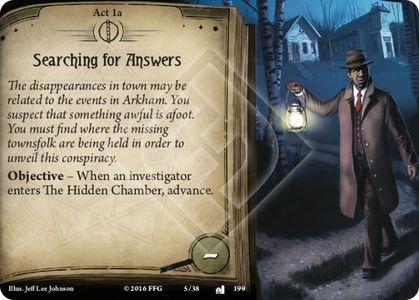 Act 1a
Searching for Answers
The disappearances in town may be
related to the events in Arkham. You
suspect that something awful is afoot.
You must find where the missing
townsfolk are being held in order to
unveil this conspiracy.
Objective – When an investigator
enters The Hidden Chamber, advance.
–
Illus. Jeff Lee Johnson © 2016 FFG 5/38 199